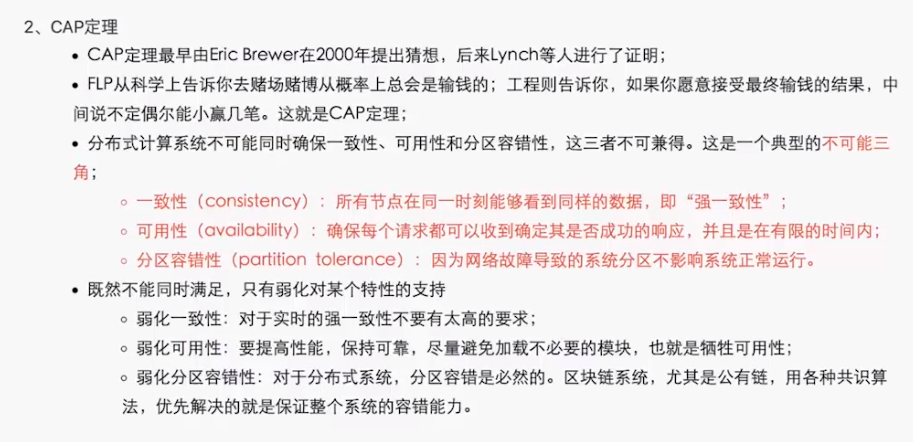 2、CAP定理
• CAP定理最早由Eric Brewer在2000年提出猜想，后来Lynch等人进行了证明；
• FLP从科学上告诉你去赌场赌博从概率上总会是输钱的；工程则告诉你，如果你愿意接受最终输钱的结果，中
间说不定偶尔能小赢几笔。这就是CAP定理；
• 分布式计算系统不可能同时确保一致性、可用性和分区容错性，这三者不可兼得。这是一个典型的不可能三
角；
◦ 一致性（consistency）：所有节点在同一时刻能够看到同样的数据，即“强一致性”；
◦ 可用性（availability）：确保每个请求都可以收到确定其是否成功的响应，并且是在有限的时间内；
◦ 分区容错性（partition tolerance）：因为网络故障导致的系统分区不影响系统正常运行。
• 既然不能同时满足，只有弱化对某个特性的支持
◦ 弱化一致性：对于实时的强一致性不要有太高的要求；
◦ 弱化可用性：要提高性能，保持可靠，尽量避免加载不必要的模块，也就是牺牲可用性；
◦ 弱化分区容错性：对于分布式系统，分区容错是必然的。区块链系统，尤其是公有链，用各种共识算
法，优先解决的就是保证整个系统的容错能力。